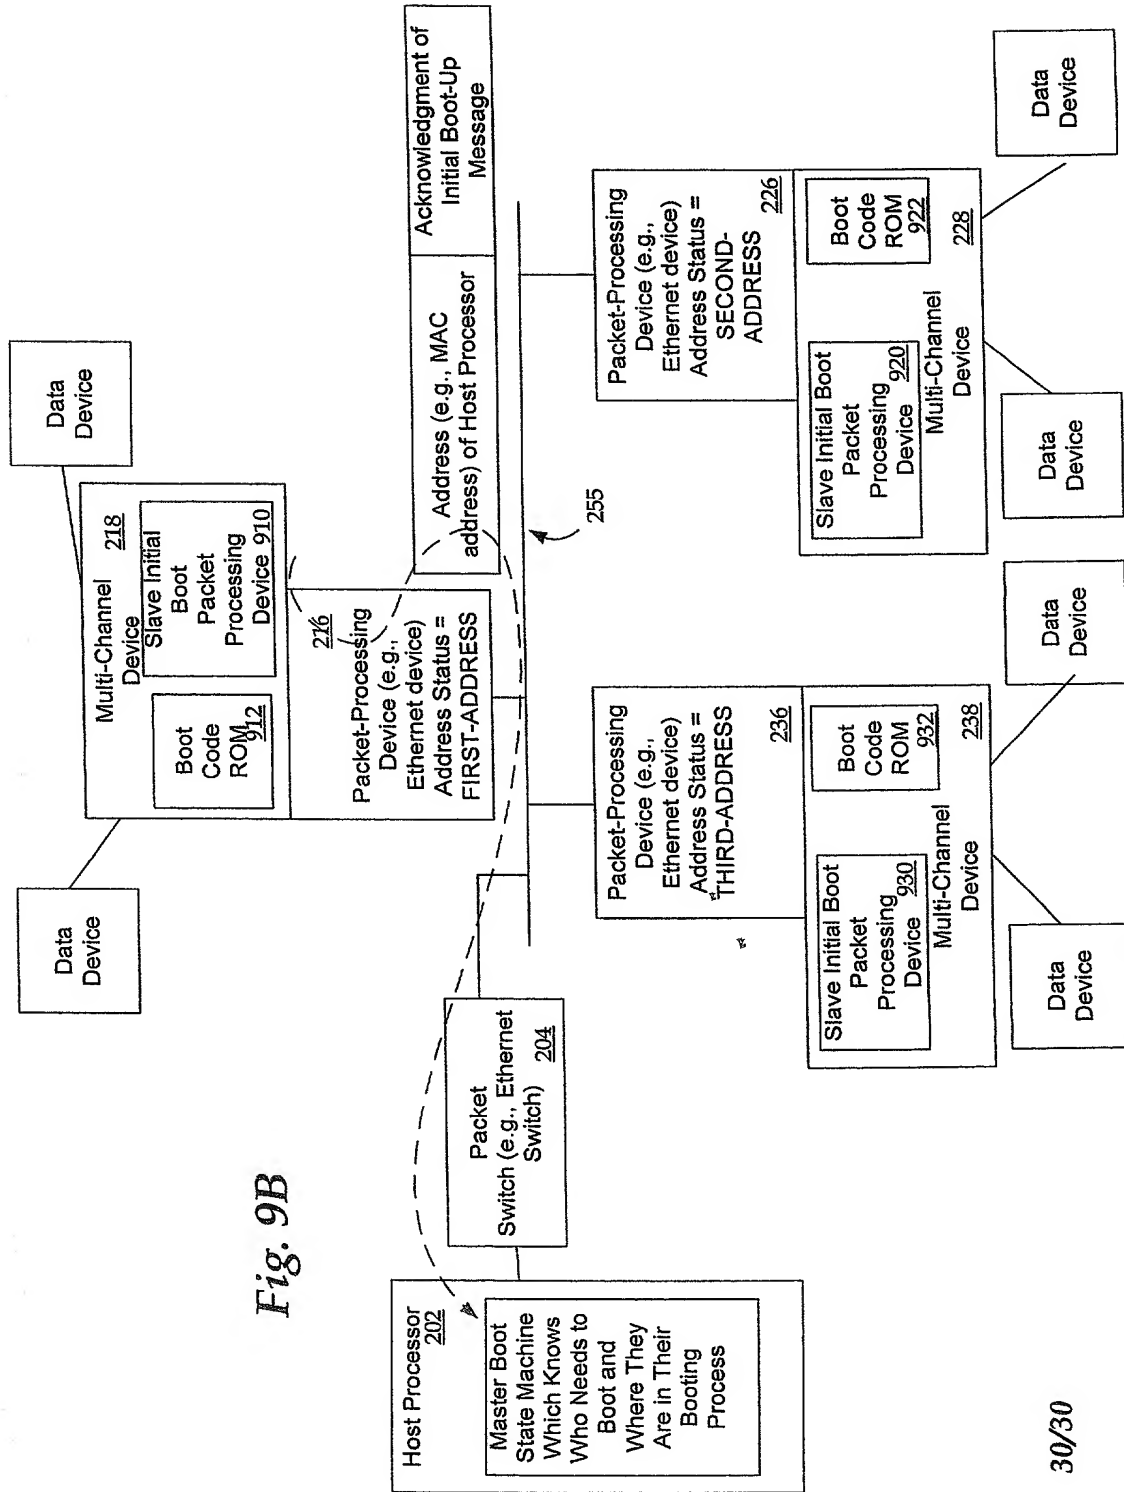 Fig. 9B
Host Processor
202
Master Boot
State Machine
Which Knows
Who Needs to
Boot and
Where They
Are in Their
Booting
Process
Packet
Switch (e.g., Ethernet
Switch)
204
Data
Device
Data
Device
Multi-Channel
Device
218
Boot
Code
ROM
912
Slave Initial
Boot
Packet
Processing
Device 910
Packet-Processing
Device (e.g.,
Ethernet device)
Address Status =
FIRST-ADDRESS
216
Address (e.g., MAC
address) of Host Processor
Acknowledgment of
Initial Boot-Up
Message
255
Packet-Processing
Device (e.g.,
Ethernet device)
Address Status =
THIRD-ADDRESS
236
Slave Initial Boot
Packet
Processing
Device 930
Boot
Code
ROM
932
Multi-Channel
Device
238
Data
Device
Data
Device
Packet-Processing
Device (e.g.,
Ethernet device)
Address Status =
SECOND-
ADDRESS
226
Slave Initial Boot
Packet
Processing
Device 920
Boot
Code
ROM
922
Multi-Channel
Device
228
Data
Device
Data
Device
30/30